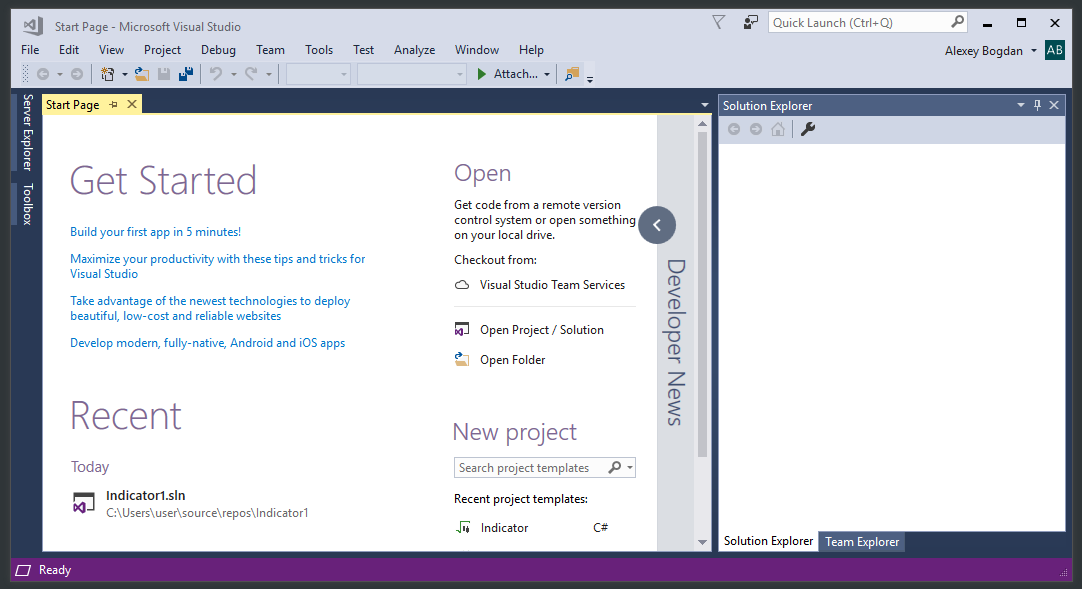 Start Page - Microsoft Visual Studio
Quick Launch (Ctrl+Q)
File Edit View Project Debug Team Tools Test Analyze Window Help
Alexey Bogdan AB
Attach...
Server Explorer
Toolbox
Start Page
Get Started
Build your first app in 5 minutes!
Maximize your productivity with these tips and tricks for
Visual Studio
Take advantage of the newest technologies to deploy
beautiful, low-cost and reliable websites
Develop modern, fully-native, Android and iOS apps
Recent
Today
Indicator1.sln
C:\Users\user\source\repos\Indicator1
Open
Get code from a remote version
control system or open something
on your local drive.
Checkout from:
Visual Studio Team Services
Open Project / Solution
Open Folder
New project
Search project templates
Recent project templates:
Indicator C#
Developer News
Solution Explorer
Solution Explorer Team Explorer
Ready